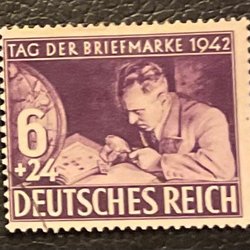 TAG DER BRIEFMARKE 1942
6
+24
DEUTSCHES REICH